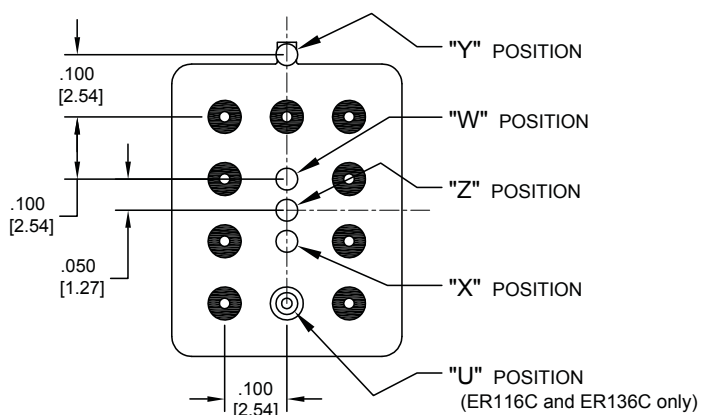 "Y" POSITION
.100
[2.54]
"W" POSITION
"Z" POSITION
.100
[2.54]
.050
[1.27]
"X" POSITION
.100
[2.54]
"U" POSITION
(ER116C and ER136C only)